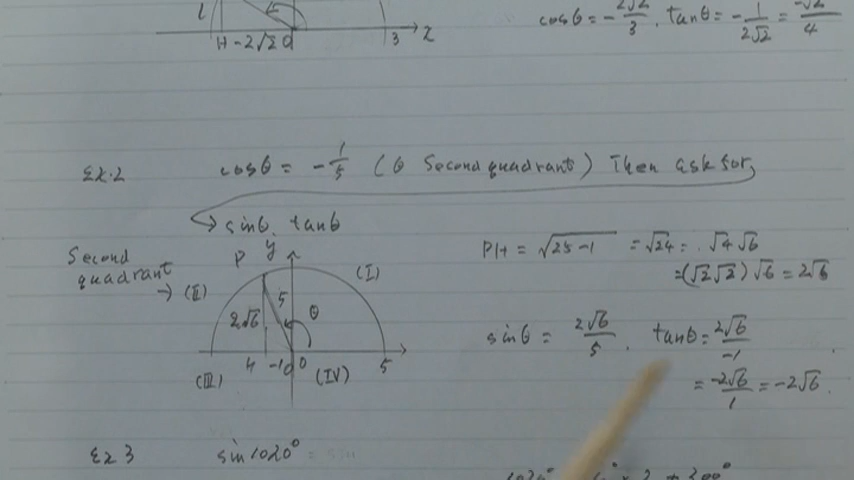 cosθ = -2√2/3 . tanθ = -1/2√2 = -√2/4
H -2√2 0 3 x
Ex.2 cosθ = -1/5 (θ Second quadrant) Then ask for,
→ sinθ, tanθ
Second quadrant → (II)
P y (I)
5 θ
2√6
H -1 0 5
(III) (IV)
PH = √25-1 = √24 = √4√6
=(√2√2)√6 = 2√6
sinθ = 2√6/5 . tanθ = 2√6/-1
= -2√6/1 = -2√6.
Ex 3 sin1020°